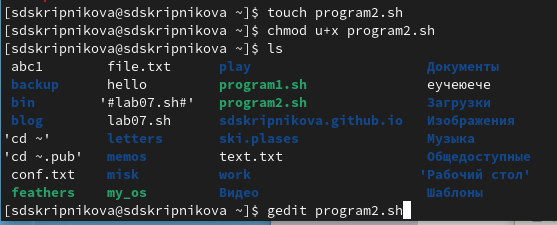 [sdskripnikova@sdskripnikova ~]$ touch program2.sh
[sdskripnikova@sdskripnikova ~]$ chmod u+x program2.sh
[sdskripnikova@sdskripnikova ~]$ ls
abc1 file.txt play Документы
backup hello program1.sh еучеюече
bin '#lab07.sh#' program2.sh Загрузки
blog lab07.sh sdskripnikova.github.io Изображения
'cd ~' letters ski.plases Музыка
'cd ~.pub' memos text.txt Общедоступные
conf.txt misk work 'Рабочий стол'
feathers my_os Видео Шаблоны
[sdskripnikova@sdskripnikova ~]$ gedit program2.sh